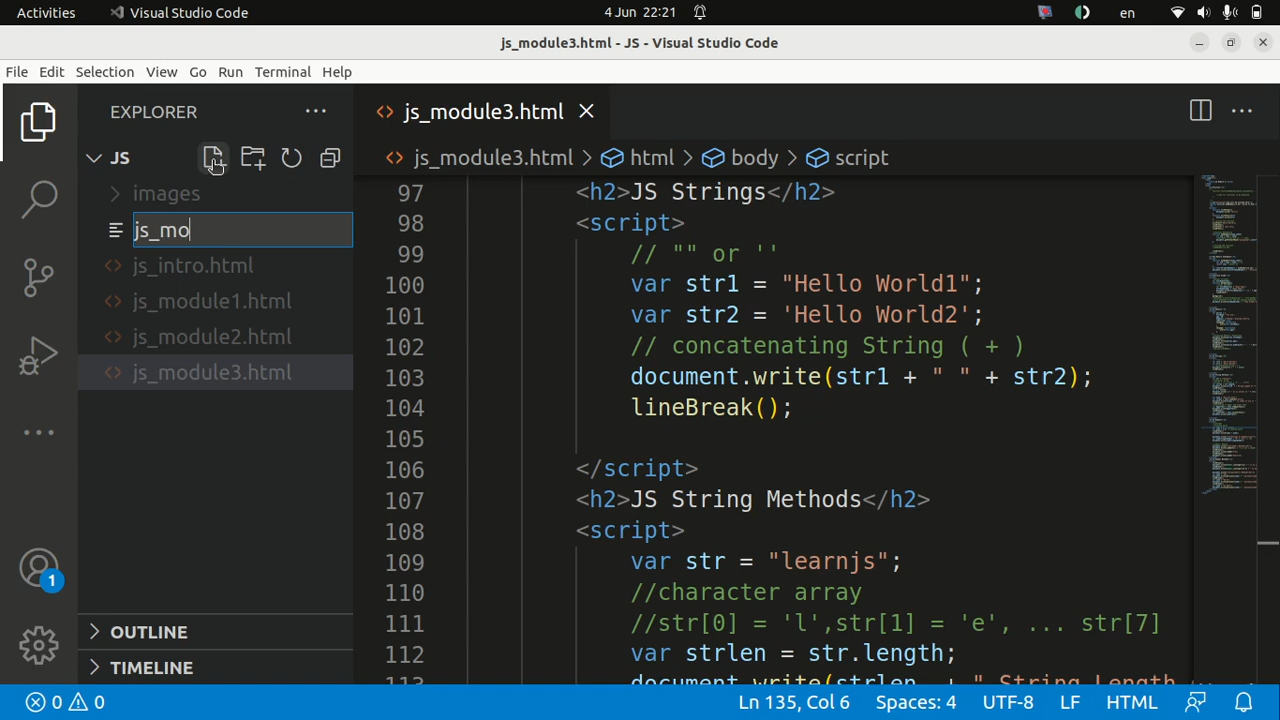 Activities Visual Studio Code 4 Jun 22:21 en
js_module3.html - JS - Visual Studio Code
File Edit Selection View Go Run Terminal Help
EXPLORER
JS
images
js_mo
js_intro.html
js_module1.html
js_module2.html
js_module3.html
OUTLINE
TIMELINE
1
js_module3.html
js_module3.html > html > body > script
97 <h2>JS Strings</h2>
98 <script>
99 // "" or ''
100 var str1 = "Hello World1";
101 var str2 = 'Hello World2';
102 // concatenating String ( + )
103 document.write(str1 + " " + str2);
104 lineBreak();
105
106 </script>
107 <h2>JS String Methods</h2>
108 <script>
109 var str = "learnjs";
110 //character array
111 //str[0] = 'l',str[1] = 'e', ... str[7]
112 var strlen = str.length;
113 document.write(strlen + " String Length
0 0 Ln 135, Col 6 Spaces: 4 UTF-8 LF HTML